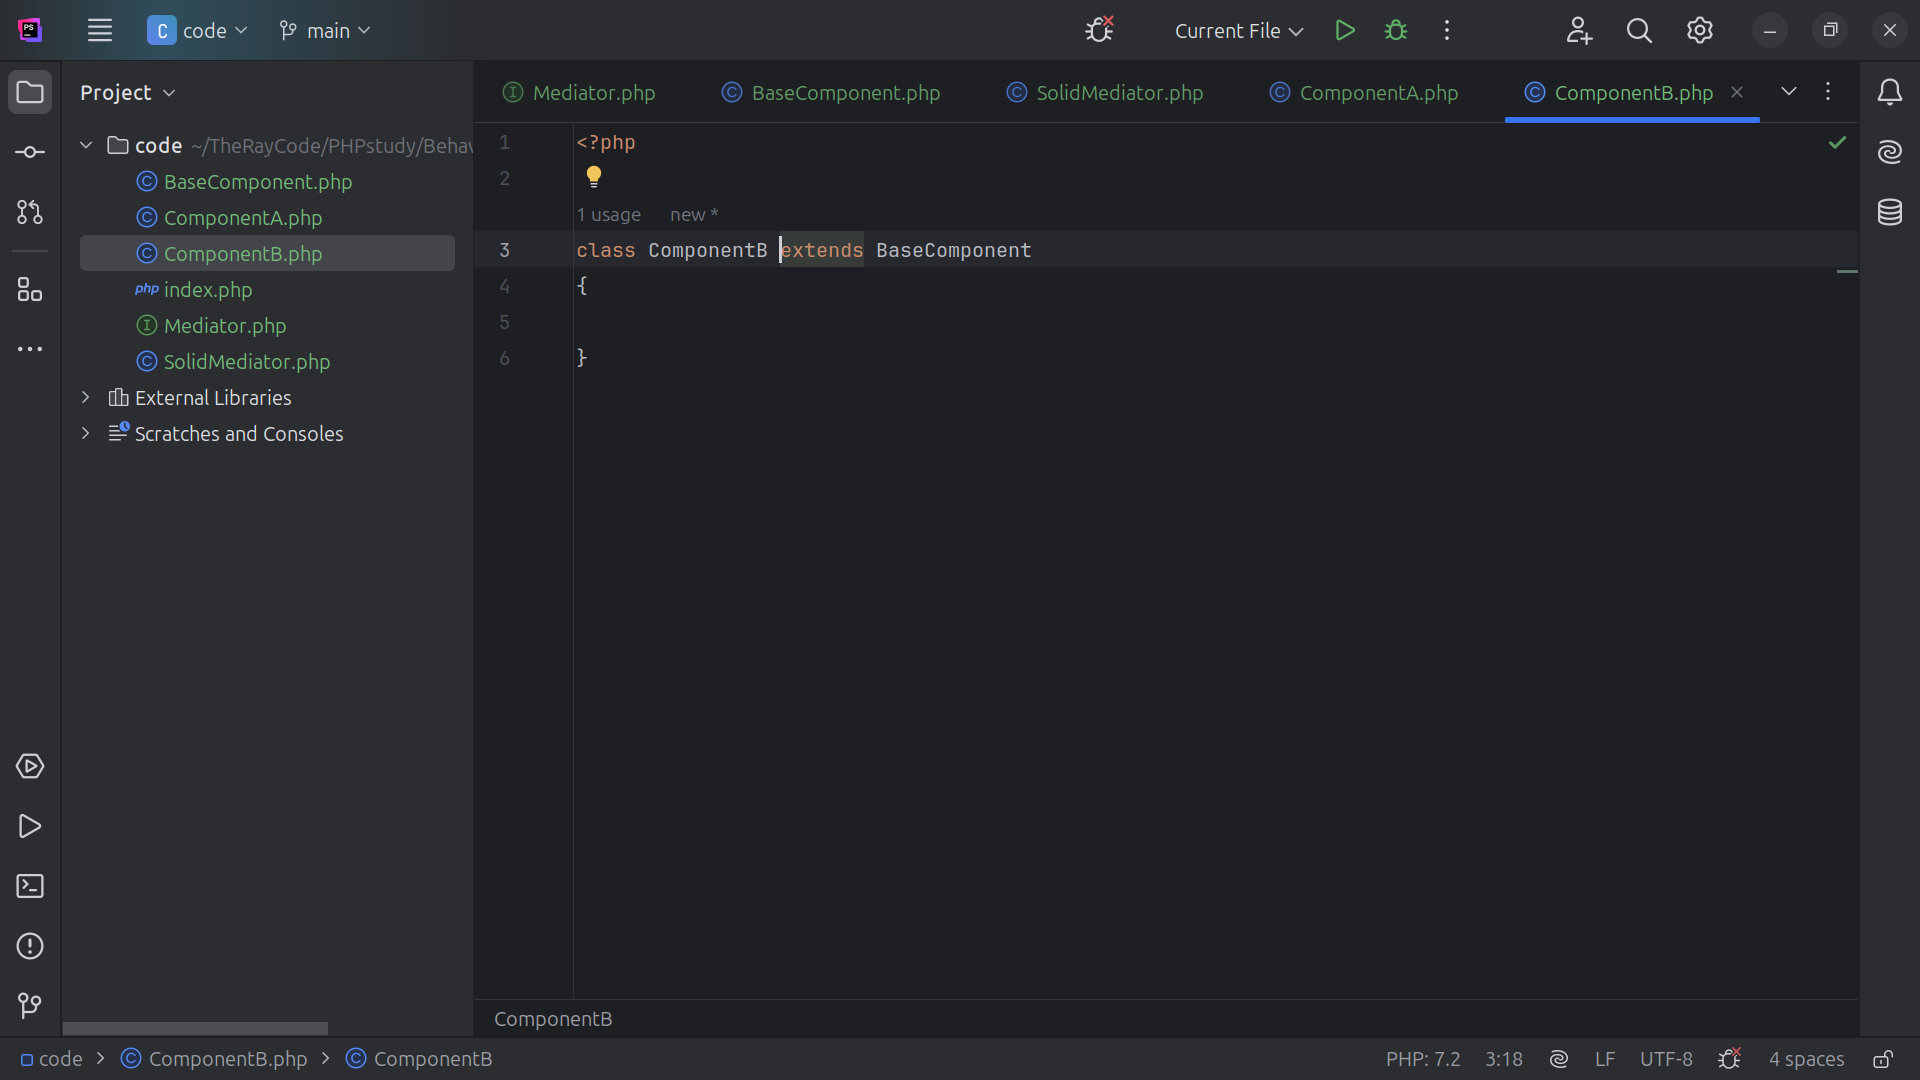 PS
C code main
Current File
Project
code ~/TheRayCode/PHPstudy/Behav
BaseComponent.php
ComponentA.php
ComponentB.php
php index.php
Mediator.php
SolidMediator.php
External Libraries
Scratches and Consoles
Mediator.php BaseComponent.php SolidMediator.php ComponentA.php ComponentB.php
1 <?php
2
1 usage new *
3 class ComponentB extends BaseComponent
4 {
5
6 }
ComponentB
code > ComponentB.php > ComponentB
PHP: 7.2 3:18 LF UTF-8 4 spaces